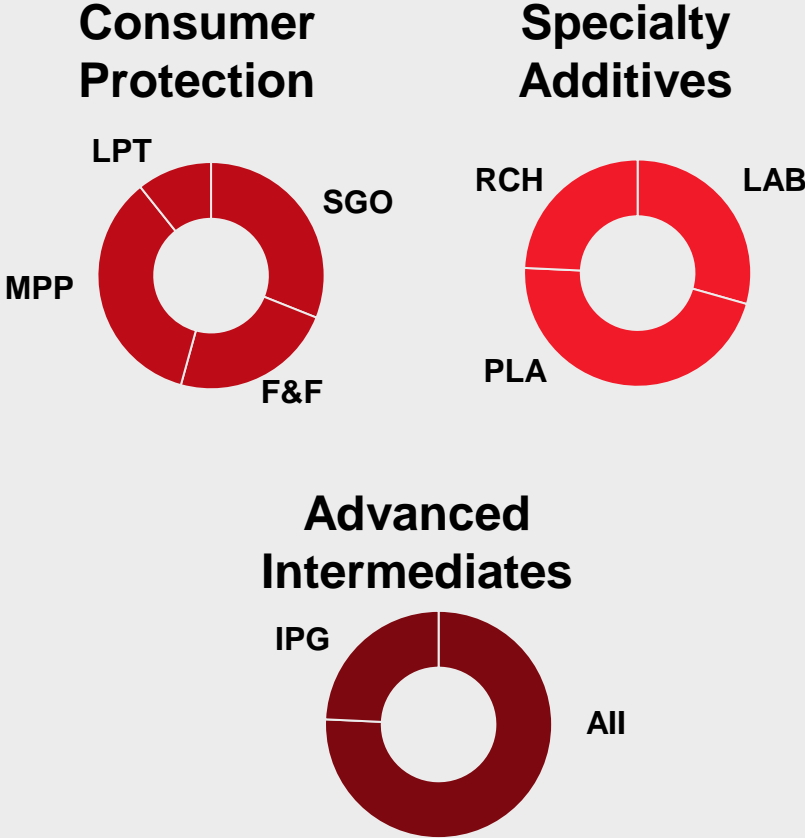 Consumer
Protection
LPT
SGO
MPP
F&F
Specialty
Additives
RCH
LAB
PLA
Advanced
Intermediates
IPG
AII